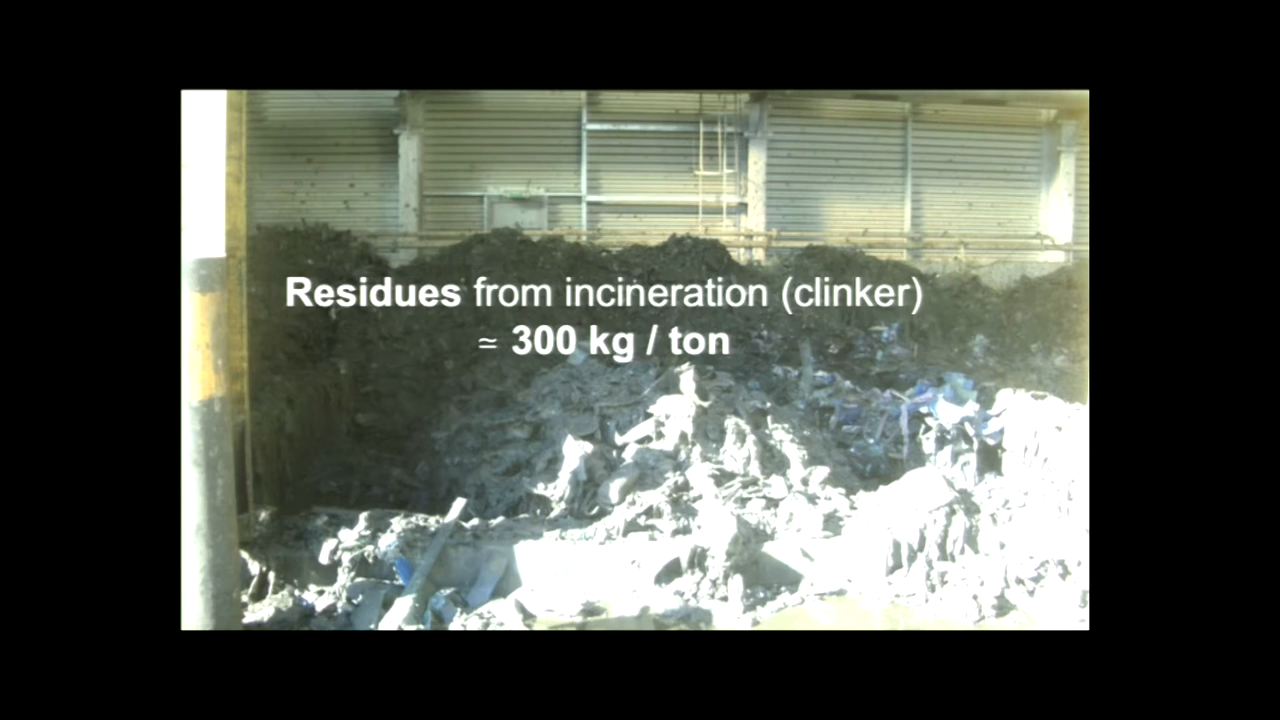 Residues from incineration (clinker)
≃ 300 kg / ton